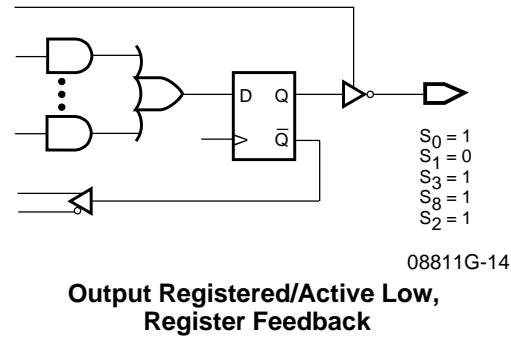 D Q
Q̅
S0 = 1
S1 = 0
S3 = 1
S8 = 1
S2 = 1
08811G-14
Output Registered/Active Low,
Register Feedback